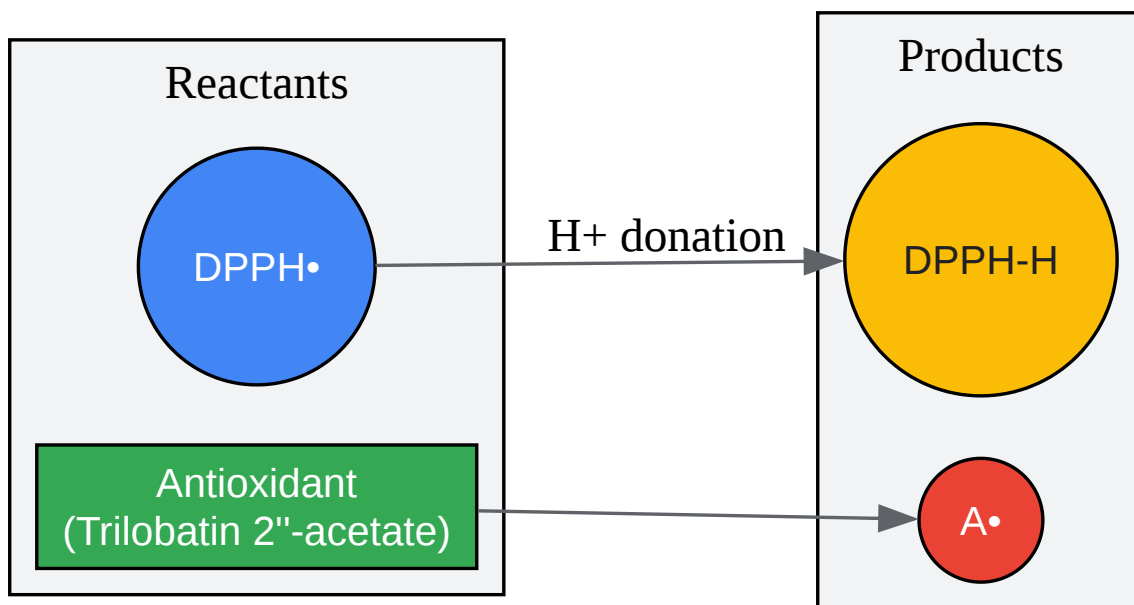 Reactants
Products
DPPH•
H+ donation
DPPH-H
Antioxidant
(Trilobatin 2''-acetate)
A•